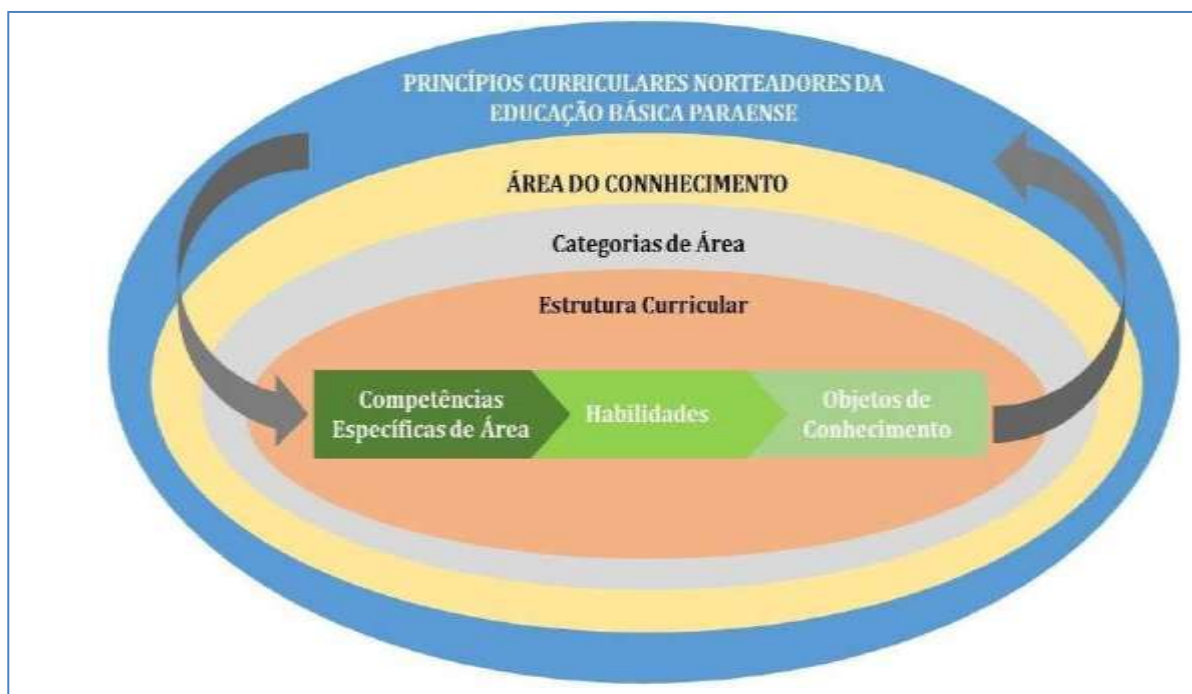 PRINCÍPIOS CURRICULARES NORTEADORES DA
EDUCAÇÃO BÁSICA PARAENSE
ÁREA DO CONNHECIMENTO
Categorias de Área
Estrutura Curricular
Competências
Específicas de Área
Habilidades
Objetos de
Conhecimento